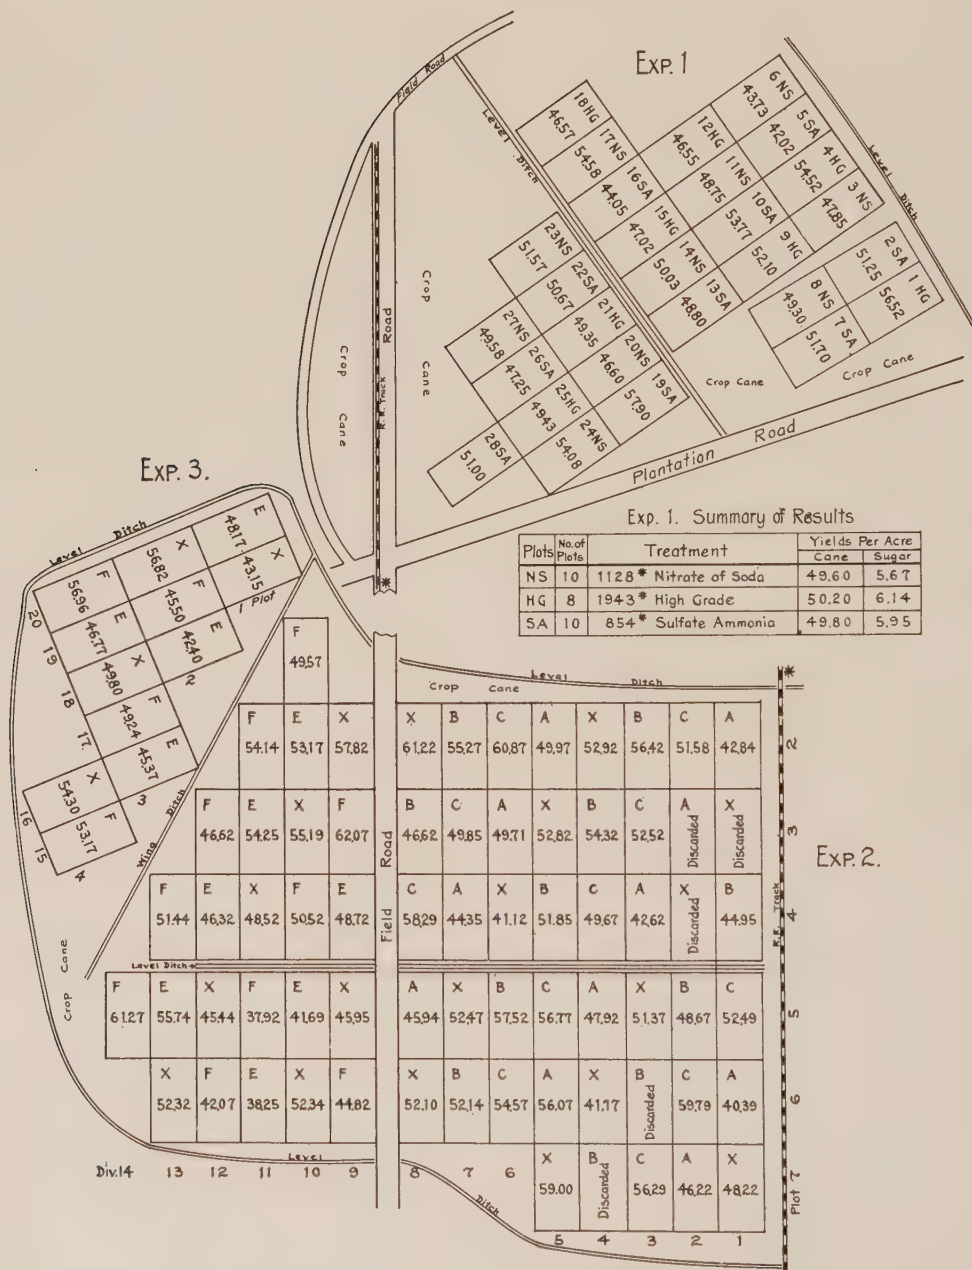 Exp. 1
Field Road
Level Ditch
Level Ditch
6 NS 43.73
5 SA 42.02
4 HG 54.52
3 NS 47.85
2 SA 51.25
1 HG 56.52
12 HG 46.55
11 NS 48.75
10 SA 53.77
9 HG 52.10
8 NS 49.30
7 SA 51.70
18 HG 46.57
17 NS 54.58
16 SA 44.05
15 HG 47.02
14 NS 50.03
13 SA 48.80
23 NS 51.57
22 SA 50.67
21 HG 49.35
20 NS 46.60
19 SA 57.90
27 NS 49.58
26 SA 47.25
25 HG 49.43
24 NS 54.08
28 SA 51.00
Crop Cane
Crop Cane
Crop Cane
Crop Cane
R.R. Track
Road
Plantation Road
Exp. 3.
Level Ditch
E 48.17
X 43.15
X 56.82
E 45.50
F 42.40
F 56.96
E 46.77
X 49.80
F 49.24
E 45.37
X 54.30
F 53.17
1 Plot
2
3
4
20
19
18
17
16
15
Wing Ditch
Crop Cane
Exp. 1. Summary of Results
Plots No. of Plots Treatment Yields Per Acre
Cane Sugar
NS 10 1128# Nitrate of Soda 49.60 5.67
HG 8 1943# High Grade 50.20 6.14
SA 10 854# Sulfate Ammonia 49.80 5.95
Crop Cane Level Ditch
F
49.57
F E X X B C A X B C A
54.14 53.17 57.82 61.22 55.27 60.87 49.97 52.92 56.42 51.58 42.84 2
F E X F B C A X B C A X
46.62 54.25 55.19 62.07 46.62 49.85 49.71 52.82 54.32 52.52 Discarded Discarded 3
Exp. 2.
Field Road
R.R. Track
F E X F E C A X B C A X B
51.44 46.32 48.52 50.52 48.72 58.29 44.35 41.12 51.85 49.67 42.62 Discarded 44.95 4
Level Ditch
F E X F E X A X B C A X B C
61.27 55.74 45.44 37.92 41.69 45.95 45.94 52.47 57.52 56.77 47.92 51.37 48.67 52.49 5
X F E X F X B C A X B C A
52.32 42.07 38.25 52.34 44.82 52.10 52.14 54.57 56.07 41.77 Discarded 59.79 40.39 6
X B C A X
59.00 Discarded 56.29 46.22 48.22 Plot 7
Level
Ditch
Div. 14 13 12 11 10 9 8 7 6 5 4 3 2 1